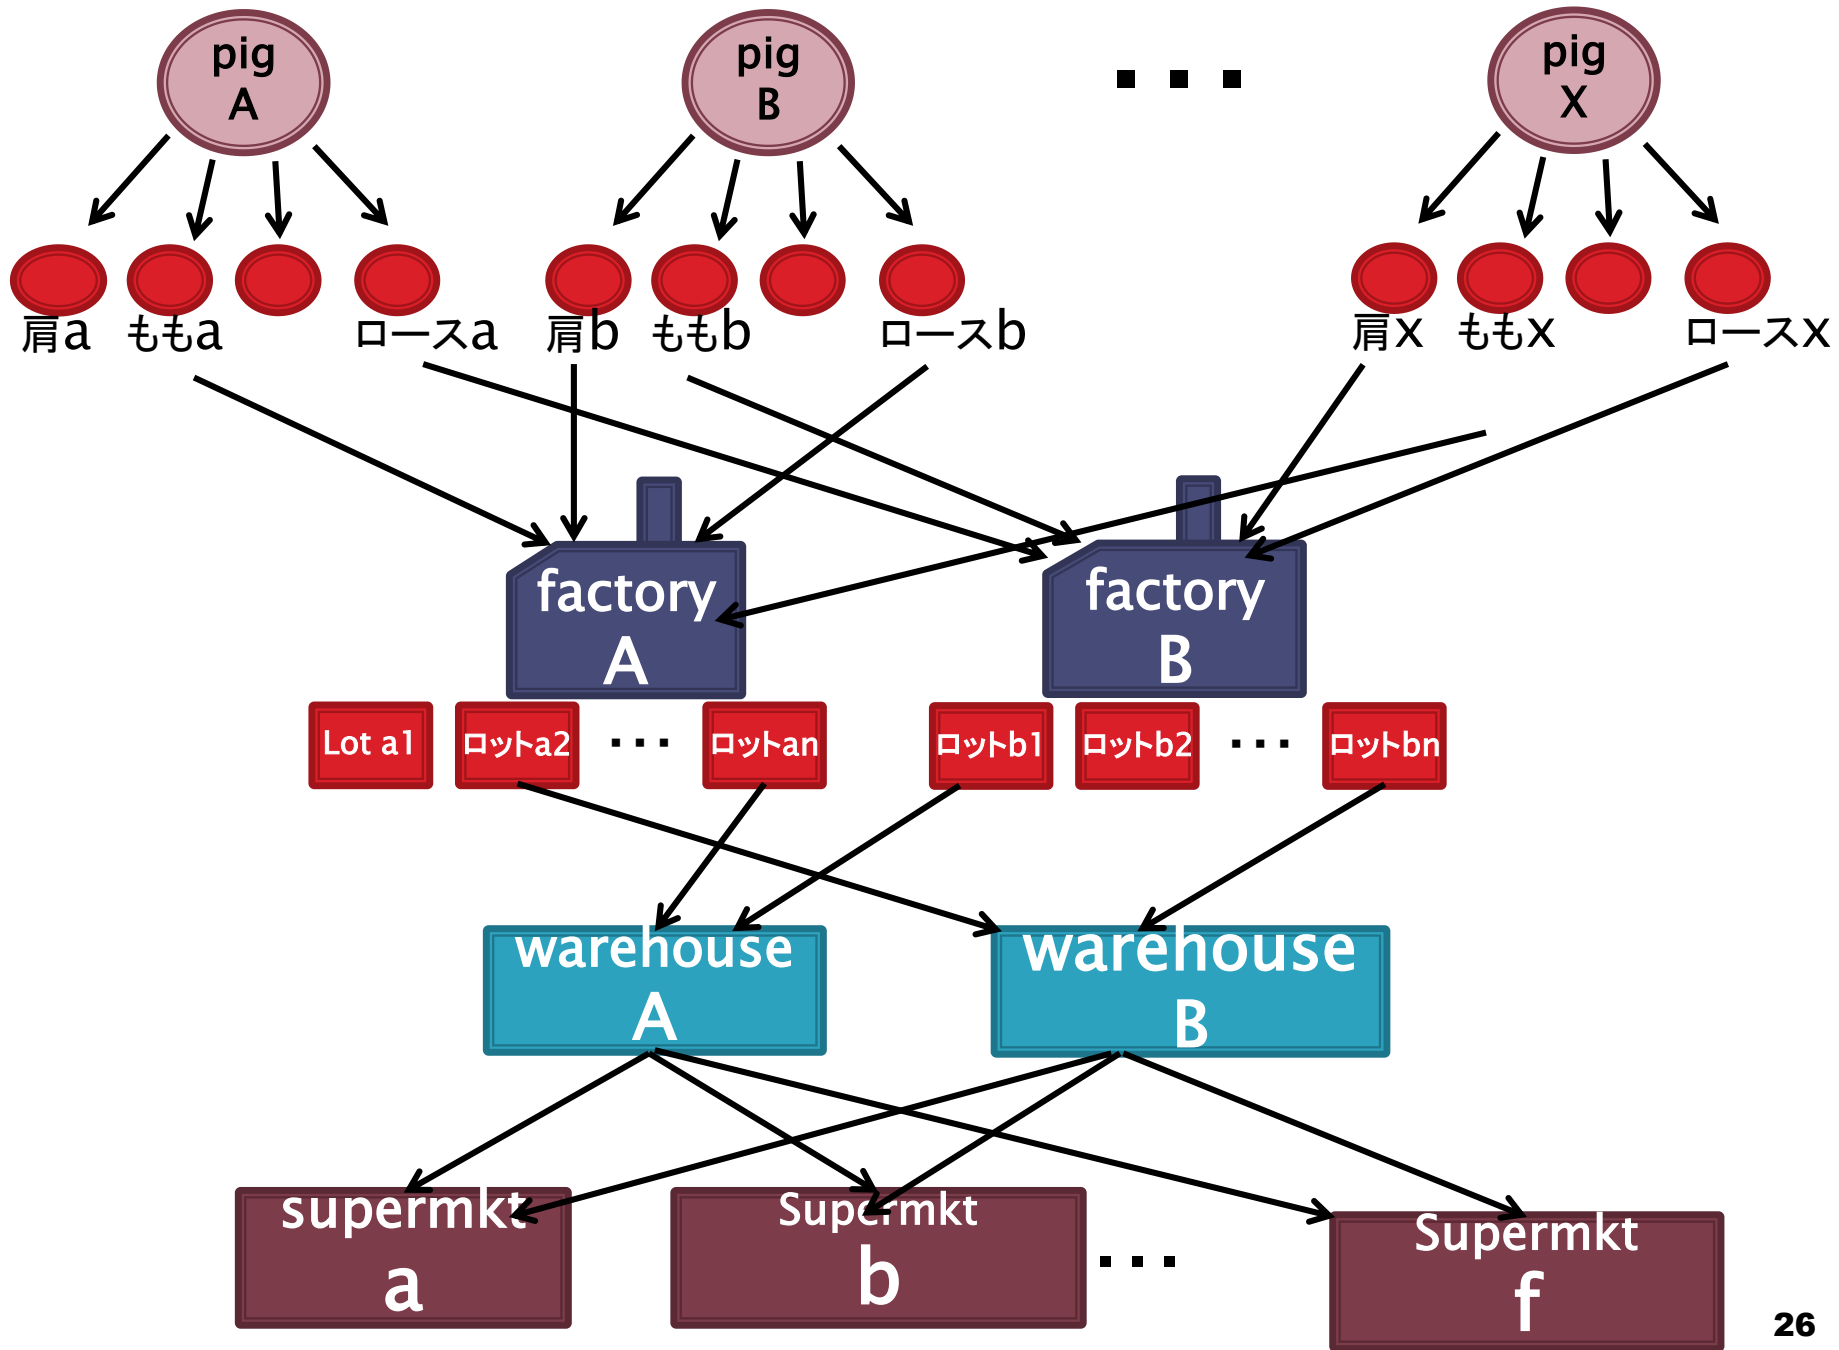 pig
A
pig
B
...
pig
X
肩a
ももa
ロースa
肩b
ももb
ロースb
肩x
ももx
ロースx
factory
A
factory
B
Lot a1
ロットa2
...
ロットan
ロットb1
ロットb2
...
ロットbn
warehouse
A
warehouse
B
supermkt
a
Supermkt
b
...
Supermkt
f
26